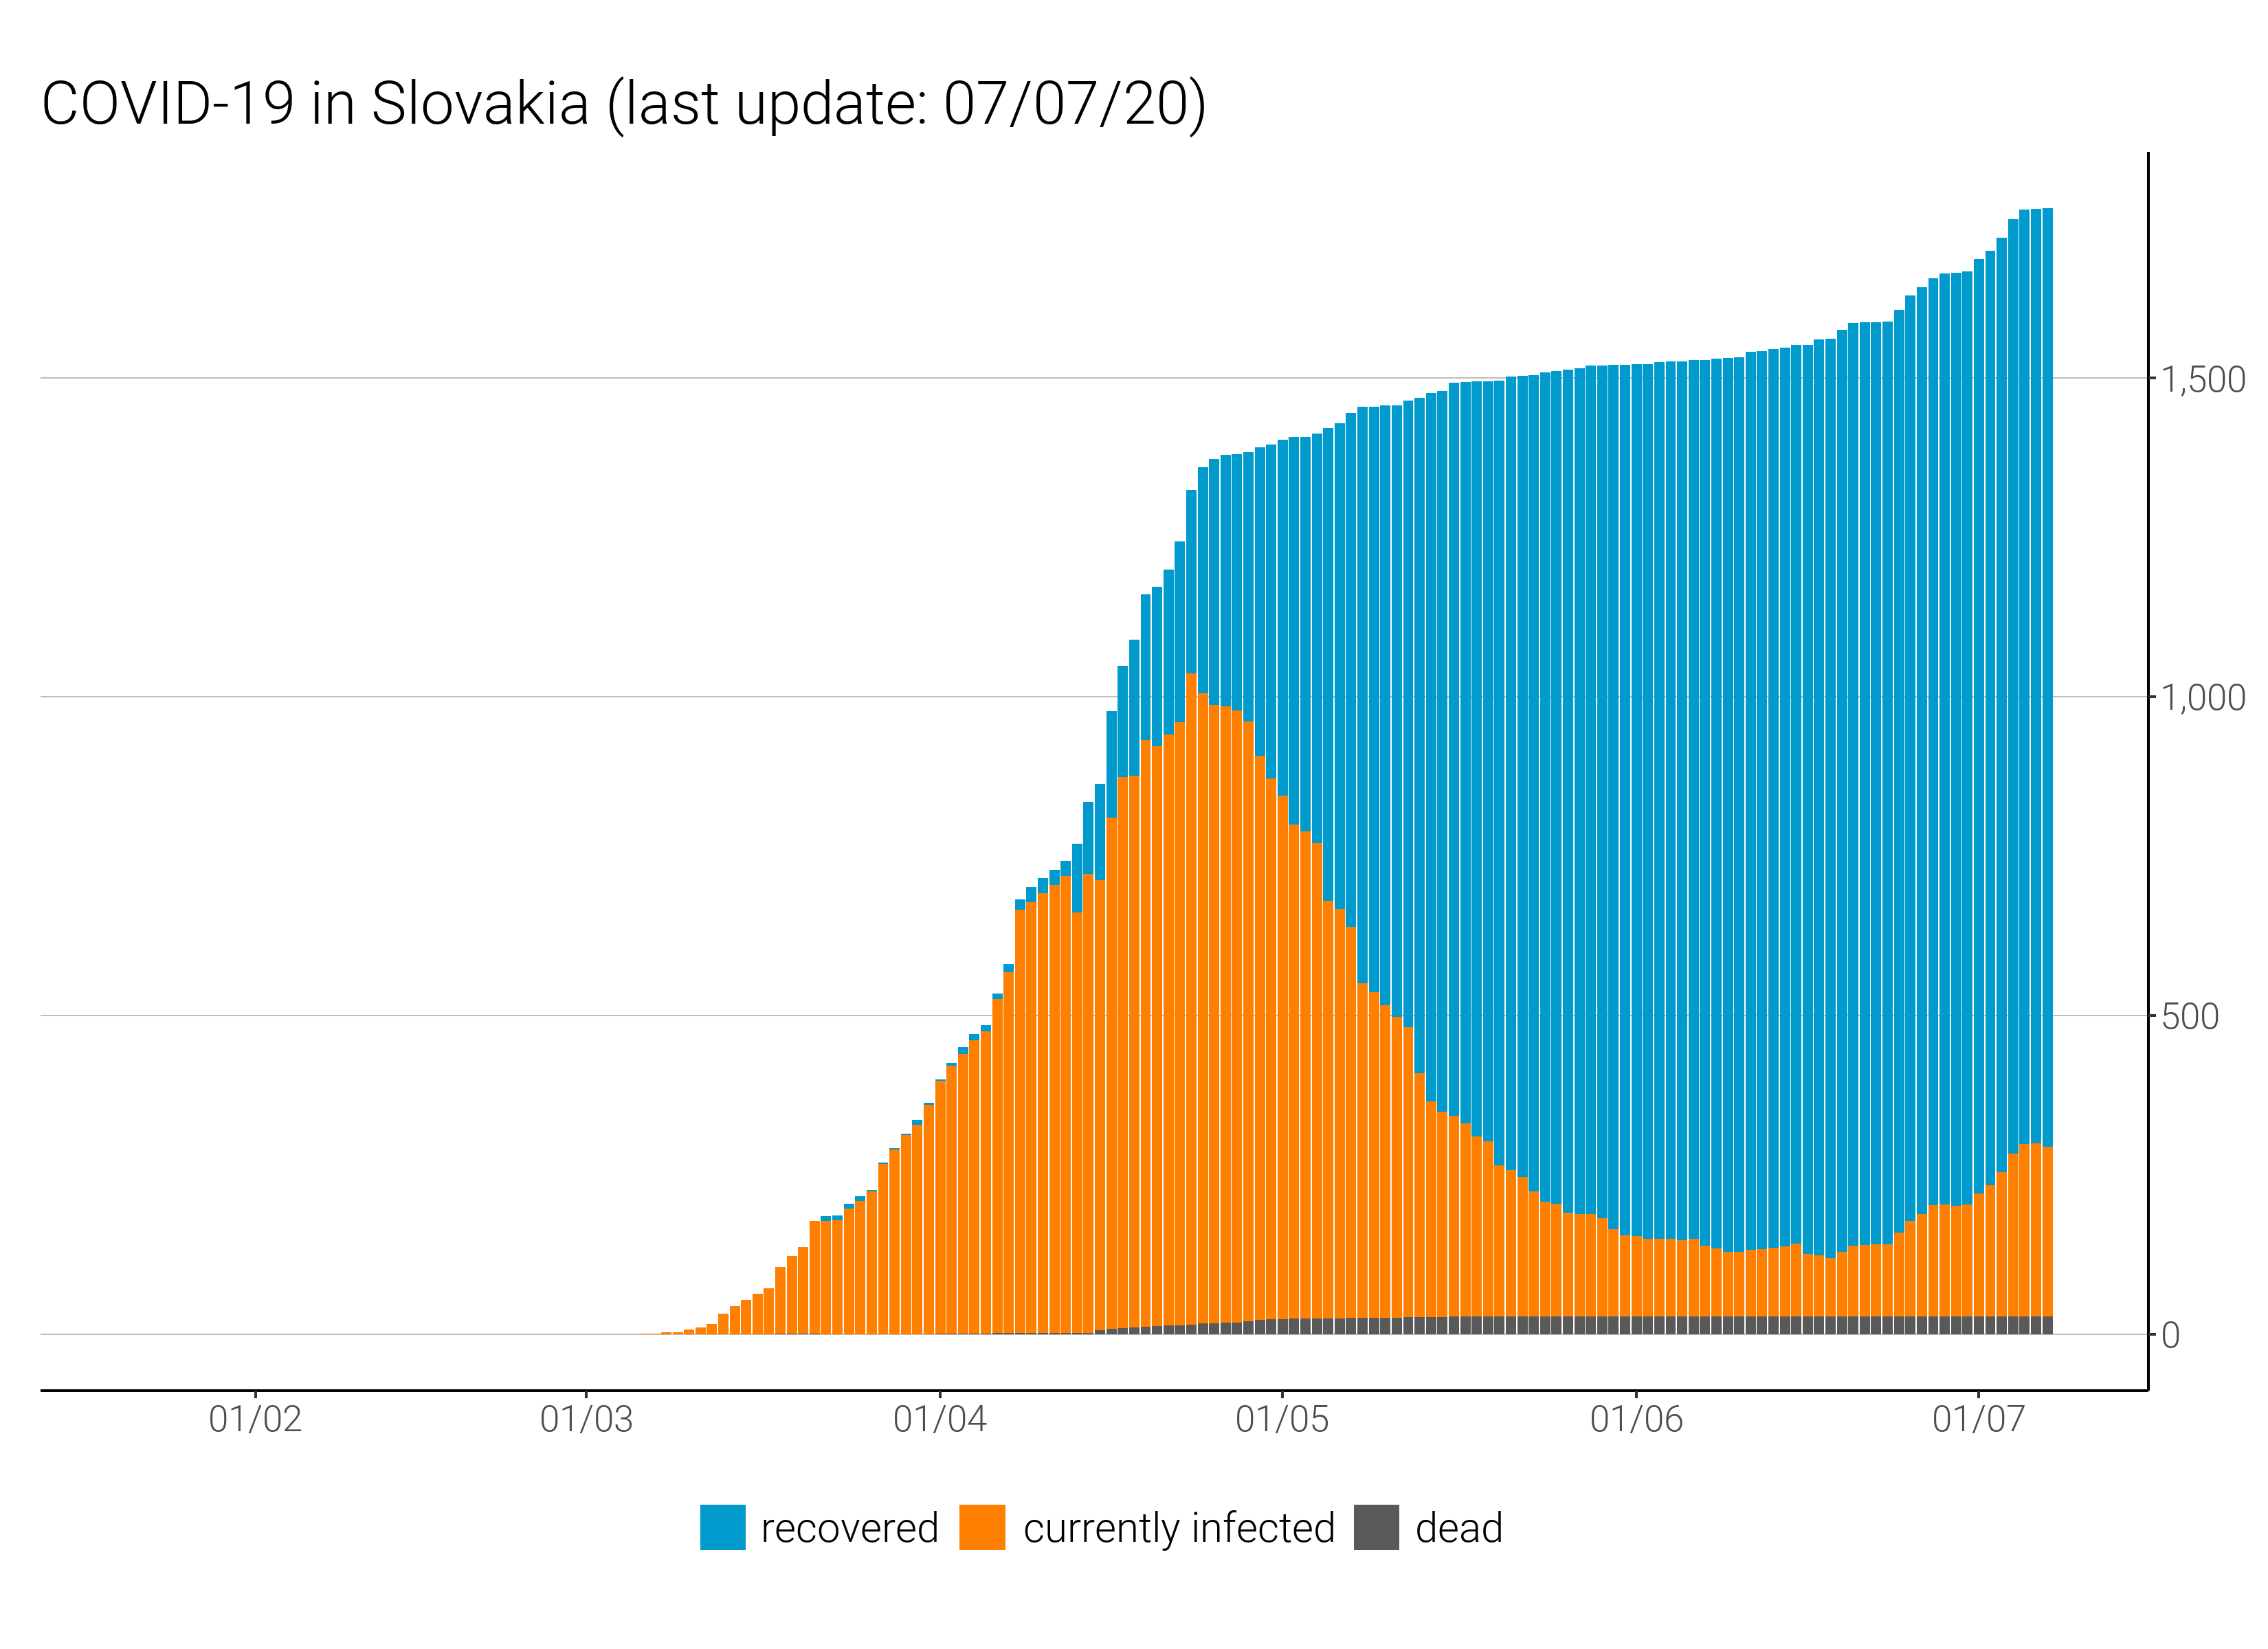 COVID-19 in Slovakia (last update: 07/07/20)
1,500
1,000
500
0
01/02 01/03 01/04 01/05 01/06 01/07
recovered currently infected dead